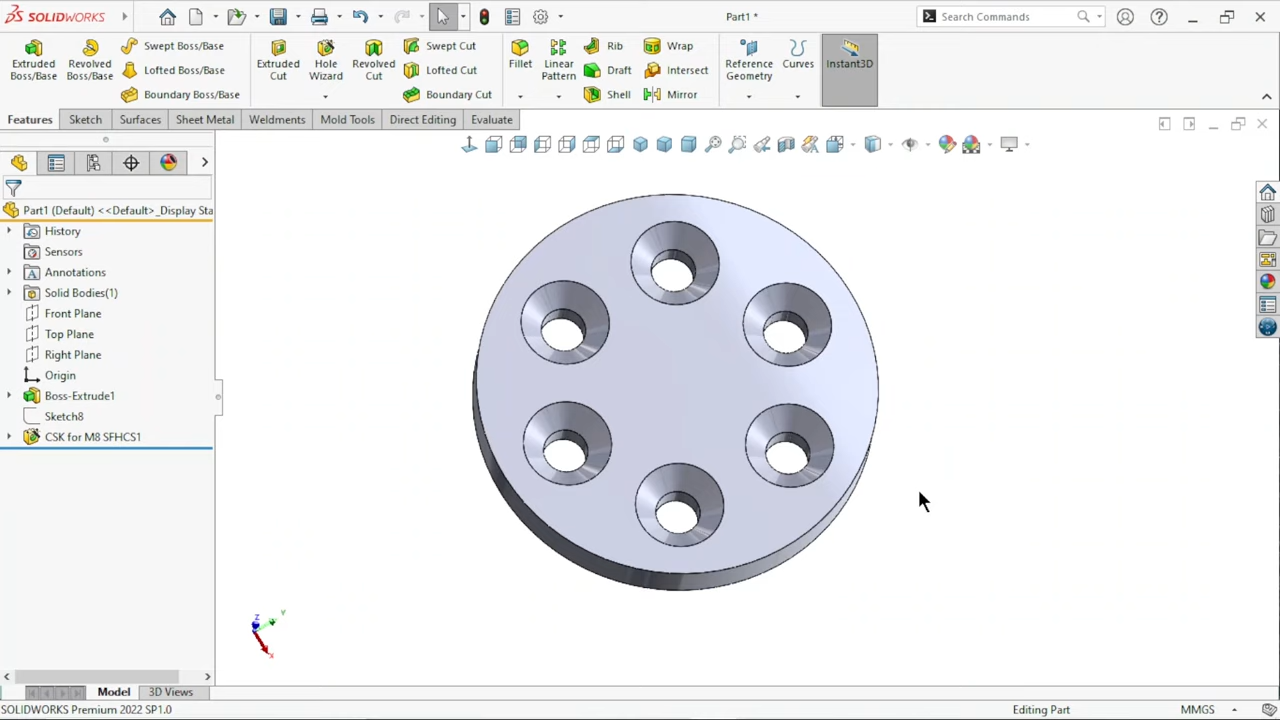 SOLIDWORKS
Part1 *
Search Commands
Extruded Boss/Base
Revolved Boss/Base
Swept Boss/Base
Lofted Boss/Base
Boundary Boss/Base
Extruded Cut
Hole Wizard
Revolved Cut
Swept Cut
Lofted Cut
Boundary Cut
Fillet
Linear Pattern
Rib
Draft
Shell
Wrap
Intersect
Mirror
Reference Geometry
Curves
Instant3D
Features
Sketch
Surfaces
Sheet Metal
Weldments
Mold Tools
Direct Editing
Evaluate
Part1 (Default) <<Default>_Display Sta
History
Sensors
Annotations
Solid Bodies(1)
Front Plane
Top Plane
Right Plane
Origin
Boss-Extrude1
Sketch8
CSK for M8 SFHCS1
Z
Y
X
Model
3D Views
SOLIDWORKS Premium 2022 SP1.0
Editing Part
MMGS